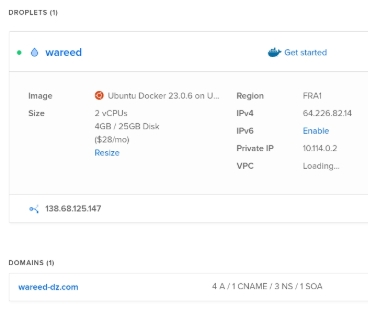 DROPLETS (1)
wareed
Get started
Image Ubuntu Docker 23.0.6 on U...
Size 2 vCPUs
4GB / 25GB Disk
($28/mo)
Resize
Region FRA1
IPv4 64.226.82.14
IPv6 Enable
Private IP 10.114.0.2
VPC Loading...
138.68.125.147
DOMAINS (1)
wareed-dz.com 4 A / 1 CNAME / 3 NS / 1 SOA